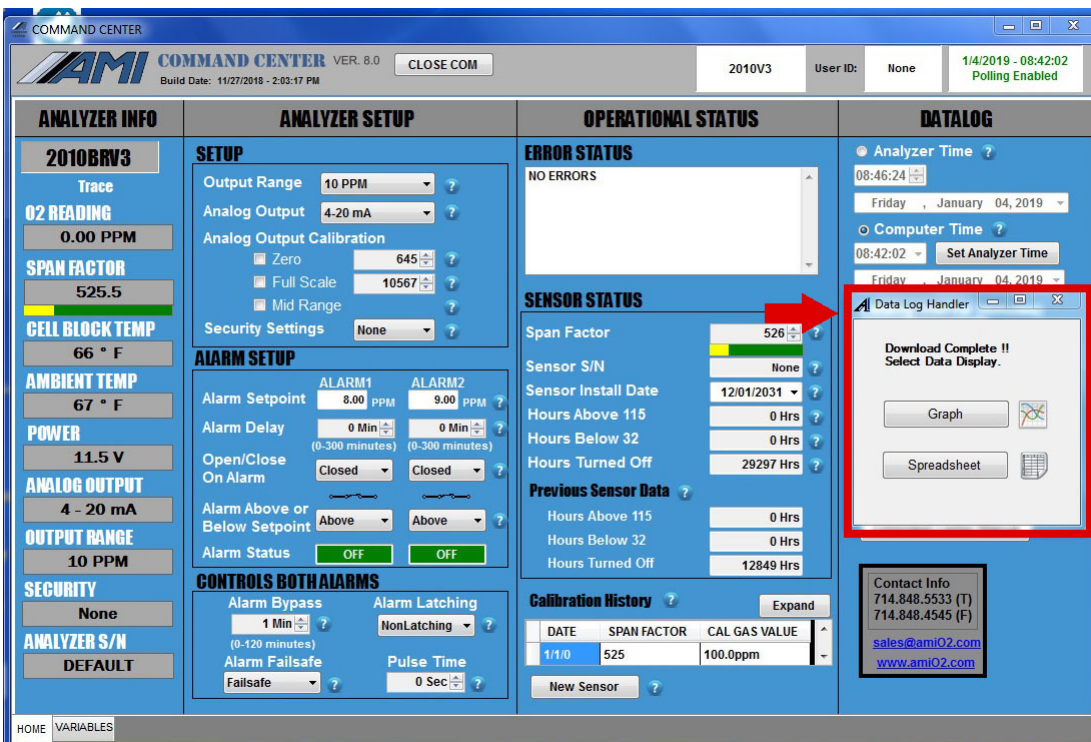 COMMAND CENTER
AMI
COMMAND CENTER VER. 8.0
Build Date: 11/27/2018 - 2:03:17 PM
CLOSE COM
2010V3
User ID:
None
1/4/2019 - 08:42:02
Polling Enabled
ANALYZER INFO
2010BRV3
Trace
O2 READING
0.00 PPM
SPAN FACTOR
525.5
CELL BLOCK TEMP
66 ° F
AMBIENT TEMP
67 ° F
POWER
11.5 V
ANALOG OUTPUT
4 - 20 mA
OUTPUT RANGE
10 PPM
SECURITY
None
ANALYZER S/N
DEFAULT
ANALYZER SETUP
SETUP
Output Range 10 PPM ?
Analog Output 4-20 mA ?
Analog Output Calibration
Zero 645 ?
Full Scale 10567 ?
Mid Range ?
Security Settings None ?
ALARM SETUP
ALARM1 ALARM2
Alarm Setpoint 8.00 PPM 9.00 PPM ?
Alarm Delay 0 Min 0 Min ?
(0-300 minutes) (0-300 minutes)
Open/Close
On Alarm
Closed Closed ?
Alarm Above or
Below Setpoint
Above Above ?
Alarm Status OFF OFF
CONTROLS BOTH ALARMS
Alarm Bypass Alarm Latching
1 Min ? NonLatching ?
(0-120 minutes)
Alarm Failsafe Pulse Time
Failsafe ? 0 Sec ?
OPERATIONAL STATUS
ERROR STATUS
NO ERRORS
SENSOR STATUS
Span Factor 526 ?
Sensor S/N None ?
Sensor Install Date 12/01/2031 ?
Hours Above 115 0 Hrs ?
Hours Below 32 0 Hrs ?
Hours Turned Off 29297 Hrs ?
Previous Sensor Data ?
Hours Above 115 0 Hrs
Hours Below 32 0 Hrs
Hours Turned Off 12849 Hrs
Calibration History ? Expand
DATE SPAN FACTOR CAL GAS VALUE
1/1/0 525 100.0ppm
New Sensor ?
DATALOG
Analyzer Time ?
08:46:24
Friday , January 04, 2019
Computer Time ?
08:42:02 Set Analyzer Time
Friday , January 04, 2019
Data Log Handler
Download Complete !!
Select Data Display.
Graph
Spreadsheet
Contact Info
714.848.5533 (T)
714.848.4545 (F)
sales@amiO2.com
www.amiO2.com
HOME VARIABLES